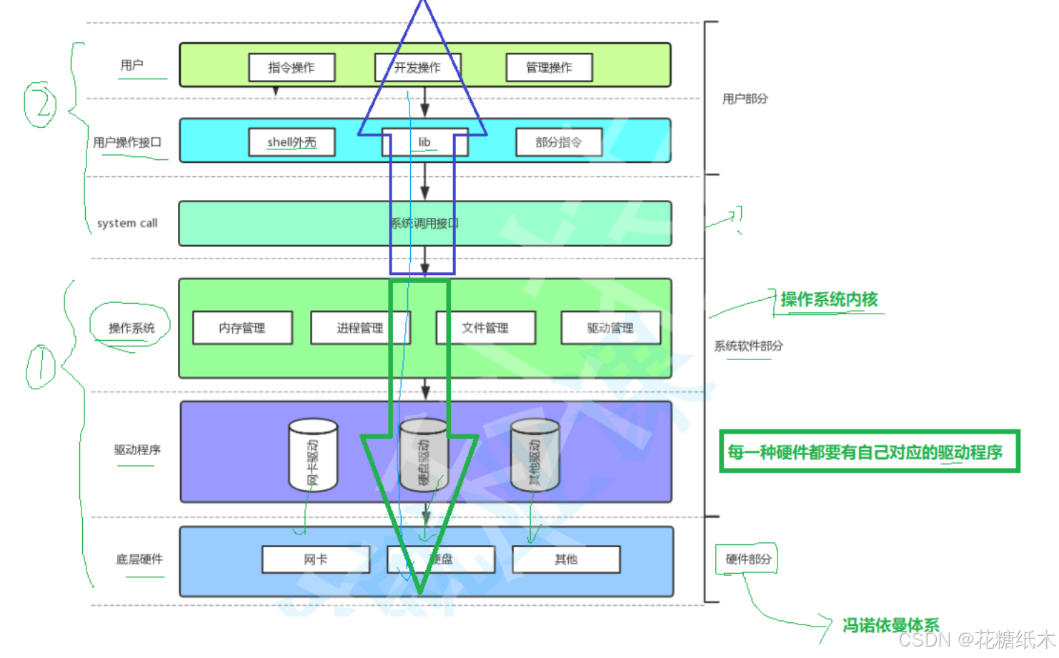 ②
用户
指令操作
开发操作
管理操作
用户部分
用户操作接口
shell外壳
lib
部分指令
system call
系统调用接口
操作系统内核
①
操作系统
内存管理
进程管理
文件管理
驱动管理
系统软件部分
驱动程序
网卡驱动
硬盘驱动
其他驱动
每一种硬件都要有自己对应的驱动程序
底层硬件
网卡
硬盘
其他
硬件部分
冯诺依曼体系
CSDN @花糖纸木